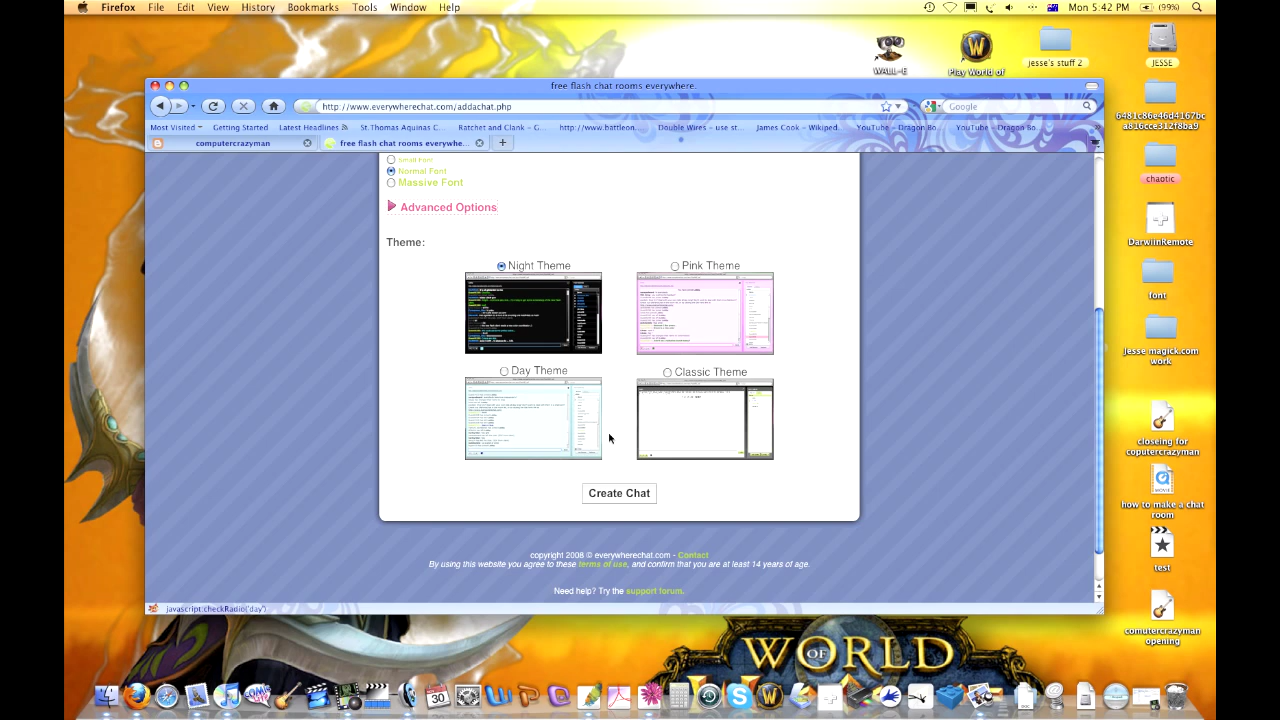 Firefox File Edit View History Bookmarks Tools Window Help Mon 5:42 PM (99%)
WALL-E
Play World of
jesse's stuff 2
JESSE
free flash chat rooms everywhere.
http://www.everywherechat.com/addachat.php
Google
Most Visited Getting Started Latest Headlines St.Thomas Aquinas C... Ratchet and Clank - G... http://www.battleon... Double Wires - use st... James Cook - Wikiped... YouTube - Dragon Bo... YouTube - Dragon Bo
computercrazyman
free flash chat rooms everywhe...
6481c86e46d4167bc
a816cce312f8ba9
Small Font
Normal Font
Massive Font
chaotic
Advanced Options
DarwiinRemote
Theme:
Night Theme
Pink Theme
font
jesse magick.com
work
Day Theme
Classic Theme
closeing for
coputercrazyman
Create Chat
how to make a chat
room
copyright 2008 © everywherechat.com - Contact
By using this website you agree to these terms of use, and confirm that you are at least 14 years of age.
test
Need help? Try the support forum.
javascript:checkRadio('day')
comutercrazyman
opening
WORLD
OF
30